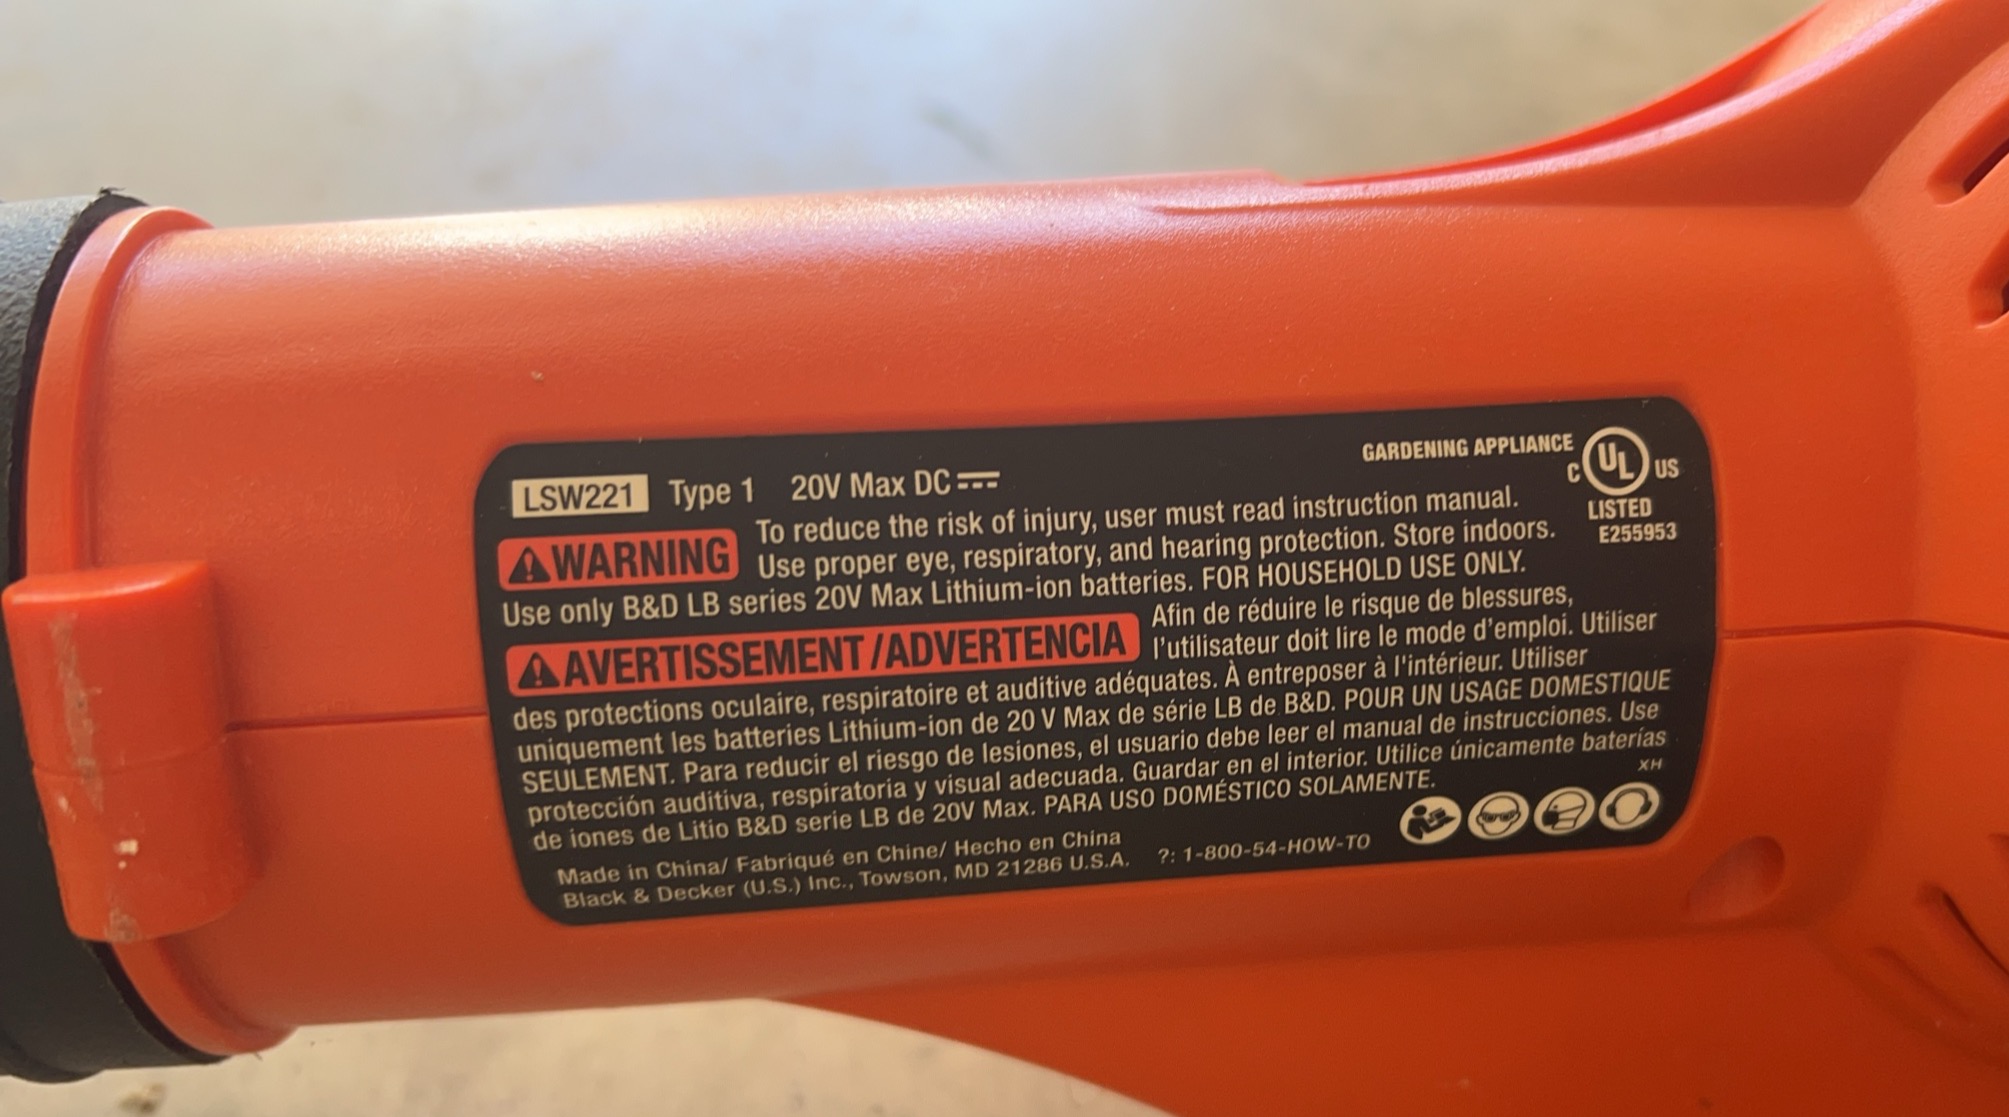 LSW221 Type 1 20V Max DC
GARDENING APPLIANCE
C UL US
LISTED
E255953
WARNING To reduce the risk of injury, user must read instruction manual.
Use proper eye, respiratory, and hearing protection. Store indoors.
Use only B&D LB series 20V Max Lithium-ion batteries. FOR HOUSEHOLD USE ONLY.
AVERTISSEMENT/ADVERTENCIA Afin de réduire le risque de blessures,
l'utilisateur doit lire le mode d'emploi. Utiliser
des protections oculaire, respiratoire et auditive adéquates. À entreposer à l'intérieur. Utiliser
uniquement les batteries Lithium-ion de 20 V Max de série LB de B&D. POUR UN USAGE DOMESTIQUE
SEULEMENT. Para reducir el riesgo de lesiones, el usuario debe leer el manual de instrucciones. Use
protección auditiva, respiratoria y visual adecuada. Guardar en el interior. Utilice únicamente baterías
de iones de Litio B&D serie LB de 20V Max. PARA USO DOMÉSTICO SOLAMENTE.
XH
Made in China/ Fabriqué en Chine/ Hecho en China
Black & Decker (U.S.) Inc., Towson, MD 21286 U.S.A. ?: 1-800-54-HOW-TO